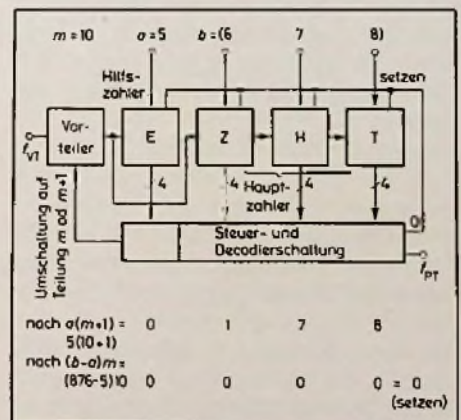 m = 10 a = 5 b = (6 7 8)
Hilfs-
zähler
setzen
Vor-
teiler
E Z H T
f_VT
4 4 4 4
Haupt-
zähler
Umschaltung auf
Teilung m od m+1
Steuer- und
Decodierschaltung
0
f_PT
nach a(m+1) = 0 1 7 8
5(10+1)
nach (b-a)m =
(876-5)10 0 0 0 0 = 0
(setzen)